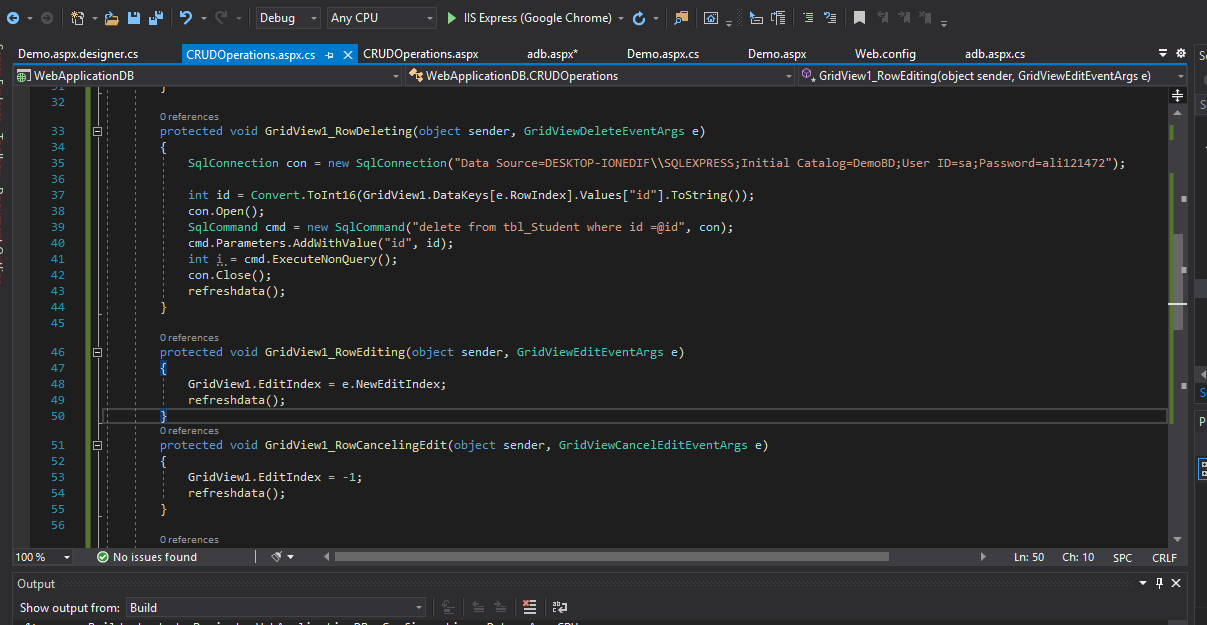 Debug Any CPU IIS Express (Google Chrome)
Demo.aspx.designer.cs CRUDOperations.aspx.cs CRUDOperations.aspx adb.aspx* Demo.aspx.cs Demo.aspx Web.config adb.aspx.cs
WebApplicationDB WebApplicationDB.CRUDOperations GridView1_RowEditing(object sender, GridViewEditEventArgs e)
31 }
32
0 references
33 protected void GridView1_RowDeleting(object sender, GridViewDeleteEventArgs e)
34 {
35 SqlConnection con = new SqlConnection("Data Source=DESKTOP-IONEDIF\\SQLEXPRESS;Initial Catalog=DemoBD;User ID=sa;Password=ali121472");
36
37 int id = Convert.ToInt16(GridView1.DataKeys[e.RowIndex].Values["id"].ToString());
38 con.Open();
39 SqlCommand cmd = new SqlCommand("delete from tbl_Student where id =@id", con);
40 cmd.Parameters.AddWithValue("id", id);
41 int i = cmd.ExecuteNonQuery();
42 con.Close();
43 refreshdata();
44 }
45
0 references
46 protected void GridView1_RowEditing(object sender, GridViewEditEventArgs e)
47 {
48 GridView1.EditIndex = e.NewEditIndex;
49 refreshdata();
50 }
0 references
51 protected void GridView1_RowCancelingEdit(object sender, GridViewCancelEditEventArgs e)
52 {
53 GridView1.EditIndex = -1;
54 refreshdata();
55 }
56
0 references
100 % No issues found Ln: 50 Ch: 10 SPC CRLF
Output
Show output from: Build